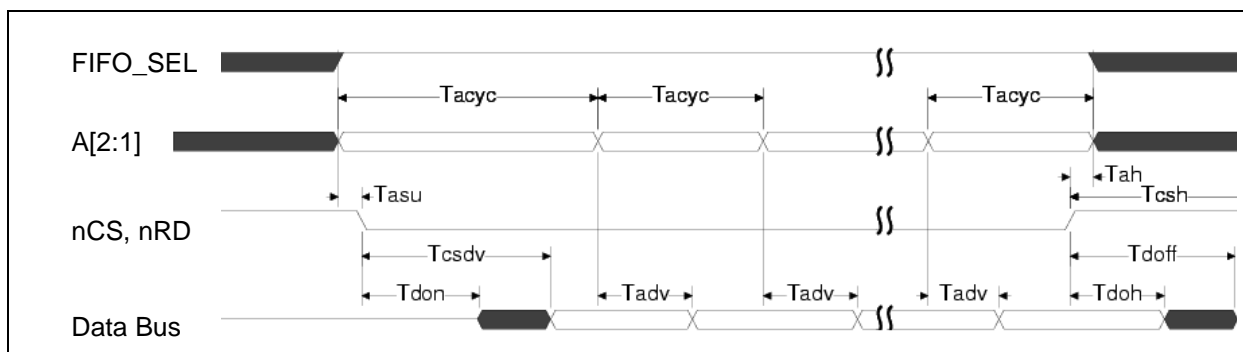 FIFO_SEL
Tacyc Tacyc Tacyc
A[2:1]
Tah
Tasu Tcsh
nCS, nRD
Tcsdv Tdoff
Tdon Tadv Tadv Tadv Tdoh
Data Bus